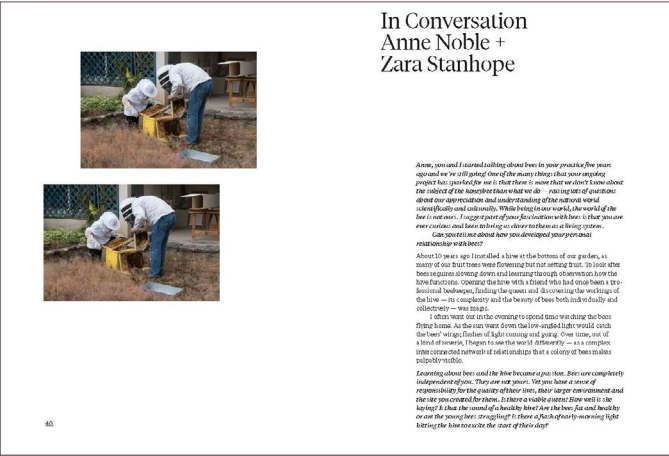 In Conversation
Anne Noble +
Zara Stanhope
Anne, you and I started talking about bees in your practice five years
ago and we're still going! One of the many things that your ongoing
project has sparked for me is that there is more that we don't know about
the subject of the honeybee than what we do — raising lots of questions
about our appreciation and understanding of the natural world
scientifically and culturally. While being in our world, the world of the
bee is not ours. I suggest part of your fascination with bees is that you are
ever curious and keen to bring us closer to them as a living system.
Can you tell me about how you developed your personal
relationship with bees?
About 10 years ago I installed a hive at the bottom of our garden, as
many of our fruit trees were flowering but not setting fruit. To look after
bees requires slowing down and learning through observation how the
hive functions. Opening the hive with a friend who had once been a pro-
fessional beekeeper, finding the queen and discovering the workings of
the hive — its complexity and the beauty of bees both individually and
collectively — was magic.
I often went out in the evening to spend time watching the bees
flying home. As the sun went down the low-angled light would catch
the bees' wings; flashes of light coming and going. Over time, out of
a kind of reverie, I began to see the world differently — as a complex
interconnected network of relationships that a colony of bees makes
palpably visible.
Learning about bees and the hive became a passion. Bees are completely
independent of you. They are not yours. Yet you have a sense of
responsibility for the quality of their lives, their larger environment and
the site you created for them. Is there a viable queen? How well is she
laying? Is that the sound of a healthy hive? Are the bees fat and healthy
or are the young bees struggling? Is there a flash of early-morning light
hitting the hive to excite the start of their day?